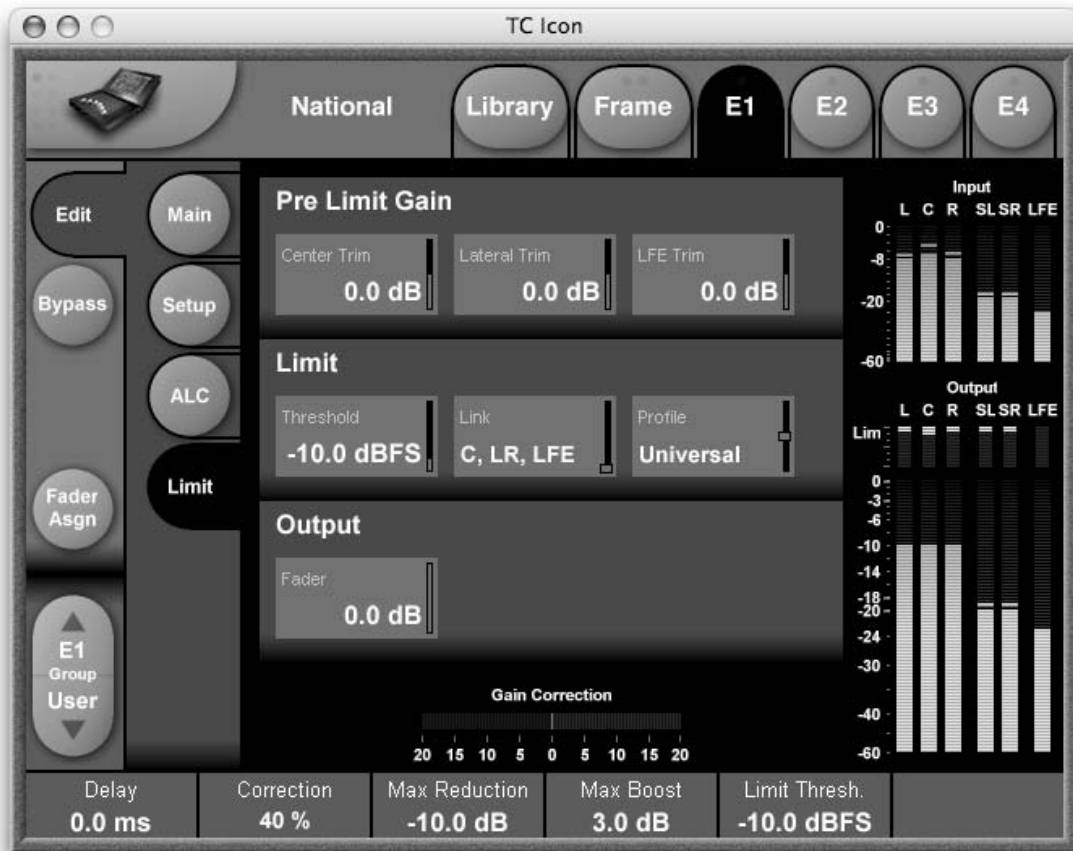 TC Icon
National
Library
Frame
E1
E2
E3
E4
Edit
Bypass
Fader
Asgn
E1
Group
User
Main
Setup
ALC
Limit
Pre Limit Gain
Center Trim
0.0 dB
Lateral Trim
0.0 dB
LFE Trim
0.0 dB
Limit
Threshold
-10.0 dBFS
Link
C, LR, LFE
Profile
Universal
Output
Fader
0.0 dB
Gain Correction
20 15 10 5 0 5 10 15 20
Input
L C R SL SR LFE
0
-8
-20
-60
Output
L C R SL SR LFE
Lim
0
-3
-6
-10
-14
-18
-20
-24
-30
-40
-60
Delay
0.0 ms
Correction
40 %
Max Reduction
-10.0 dB
Max Boost
3.0 dB
Limit Thresh.
-10.0 dBFS